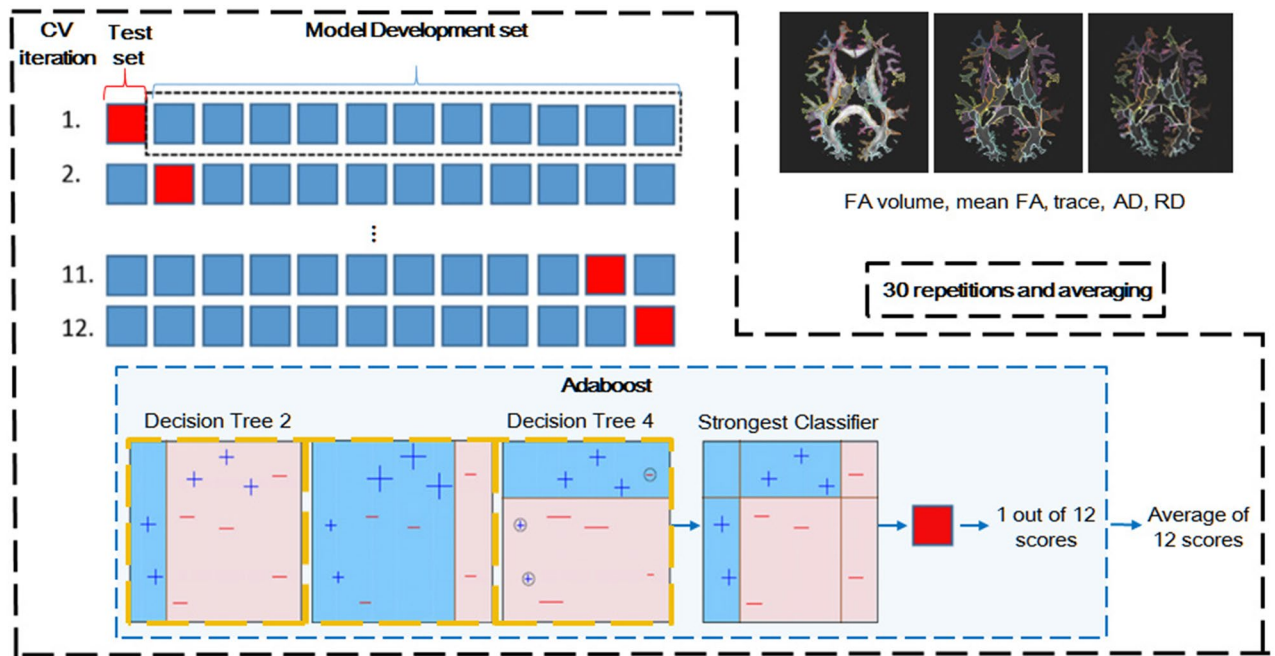 CV
iteration
Test
set
Model Development set
1.
2.
⋮
11.
12.
FA volume, mean FA, trace, AD, RD
30 repetitions and averaging
Adaboost
Decision Tree 2
Decision Tree 4
Strongest Classifier
1 out of 12
scores
Average of
12 scores